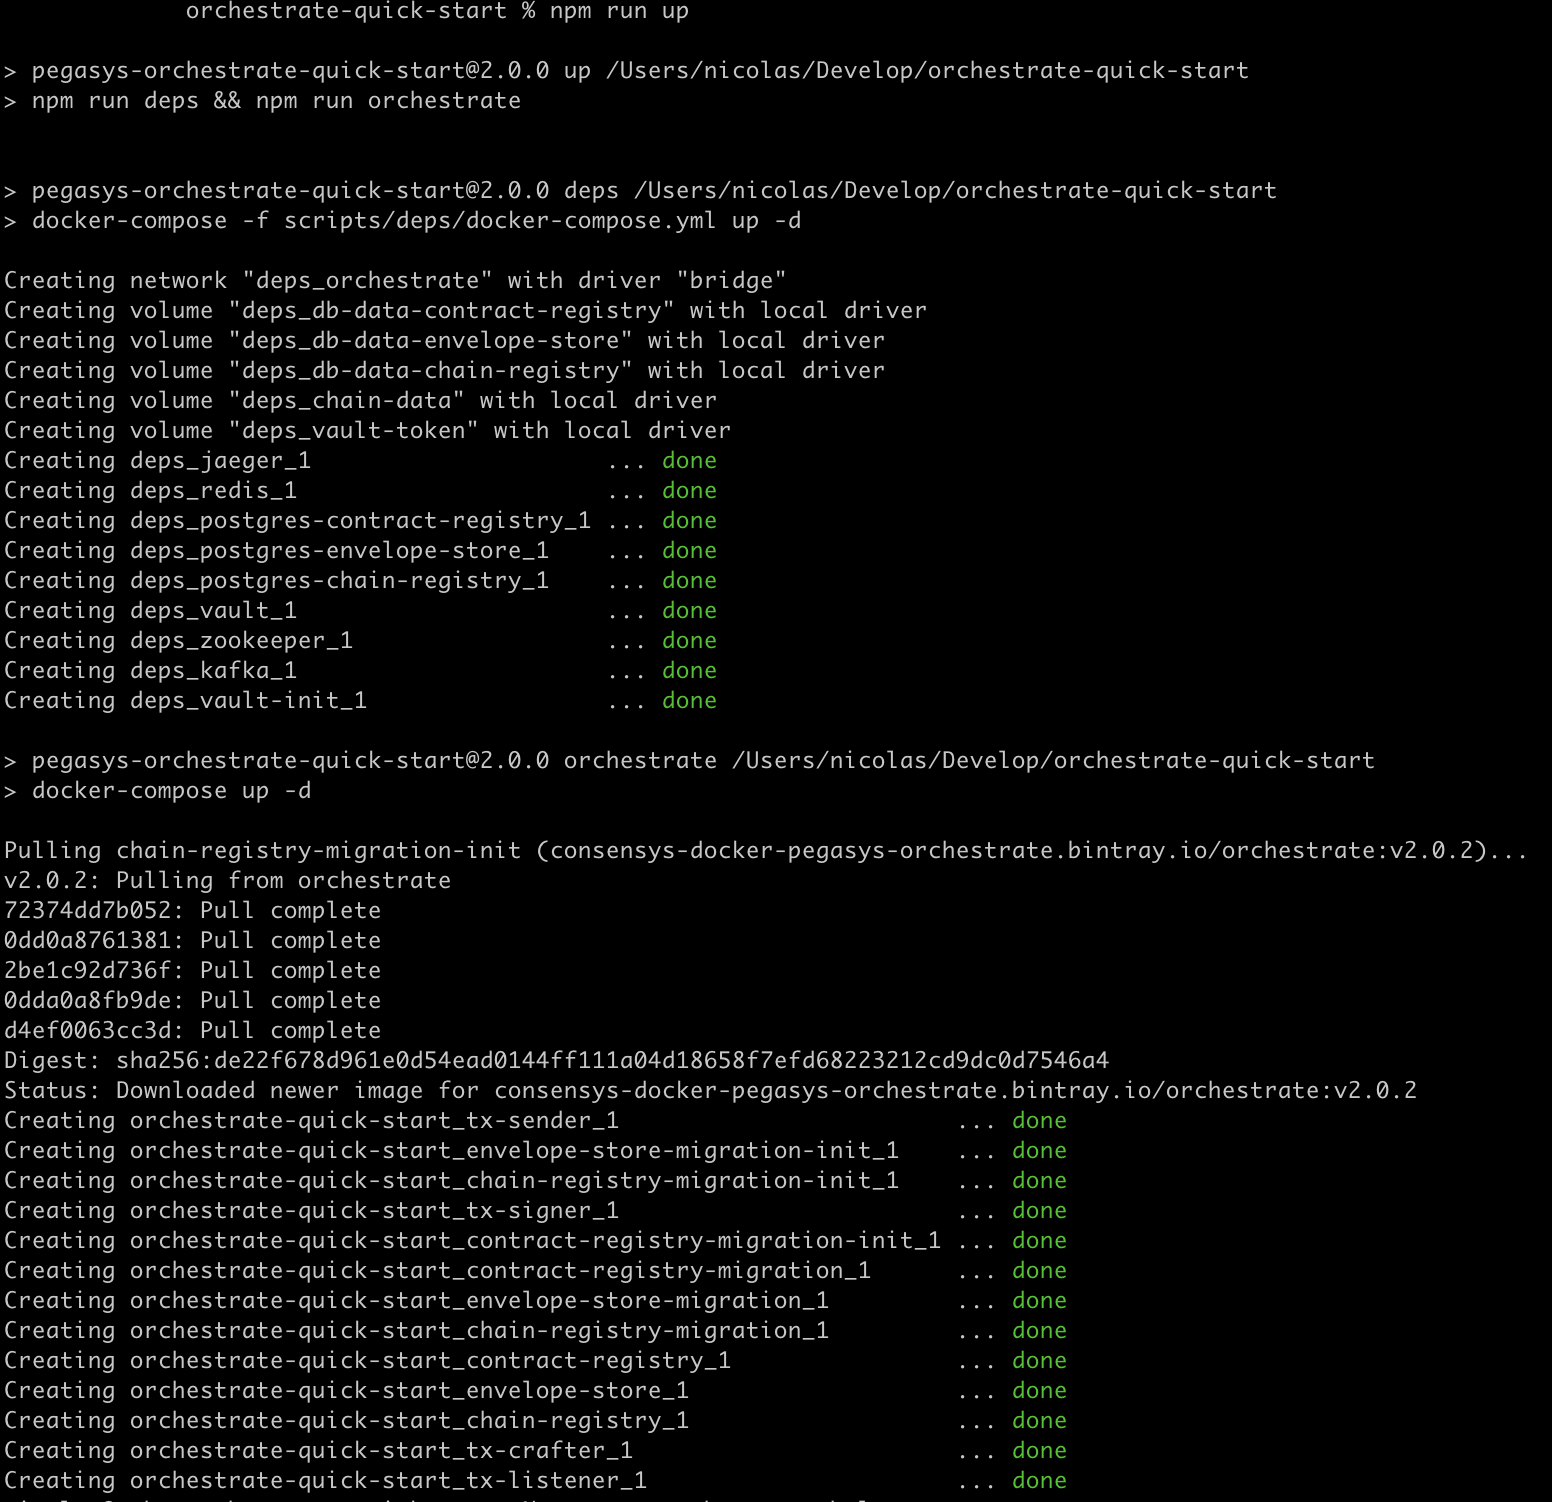 orchestrate-quick-start % npm run up
> pegasys-orchestrate-quick-start@2.0.0 up /Users/nicolas/Develop/orchestrate-quick-start
> npm run deps && npm run orchestrate
> pegasys-orchestrate-quick-start@2.0.0 deps /Users/nicolas/Develop/orchestrate-quick-start
> docker-compose -f scripts/deps/docker-compose.yml up -d
Creating network "deps_orchestrate" with driver "bridge"
Creating volume "deps_db-data-contract-registry" with local driver
Creating volume "deps_db-data-envelope-store" with local driver
Creating volume "deps_db-data-chain-registry" with local driver
Creating volume "deps_chain-data" with local driver
Creating volume "deps_vault-token" with local driver
Creating deps_jaeger_1 ... done
Creating deps_redis_1 ... done
Creating deps_postgres-contract-registry_1 ... done
Creating deps_postgres-envelope-store_1 ... done
Creating deps_postgres-chain-registry_1 ... done
Creating deps_vault_1 ... done
Creating deps_zookeeper_1 ... done
Creating deps_kafka_1 ... done
Creating deps_vault-init_1 ... done
> pegasys-orchestrate-quick-start@2.0.0 orchestrate /Users/nicolas/Develop/orchestrate-quick-start
> docker-compose up -d
Pulling chain-registry-migration-init (consensys-docker-pegasys-orchestrate.bintray.io/orchestrate:v2.0.2)...
v2.0.2: Pulling from orchestrate
72374dd7b052: Pull complete
0dd0a8761381: Pull complete
2be1c92d736f: Pull complete
0dda0a8fb9de: Pull complete
d4ef0063cc3d: Pull complete
Digest: sha256:de22f678d961e0d54ead0144ff111a04d18658f7efd68223212cd9dc0d7546a4
Status: Downloaded newer image for consensys-docker-pegasys-orchestrate.bintray.io/orchestrate:v2.0.2
Creating orchestrate-quick-start_tx-sender_1 ... done
Creating orchestrate-quick-start_envelope-store-migration-init_1 ... done
Creating orchestrate-quick-start_chain-registry-migration-init_1 ... done
Creating orchestrate-quick-start_tx-signer_1 ... done
Creating orchestrate-quick-start_contract-registry-migration-init_1 ... done
Creating orchestrate-quick-start_contract-registry-migration_1 ... done
Creating orchestrate-quick-start_envelope-store-migration_1 ... done
Creating orchestrate-quick-start_chain-registry-migration_1 ... done
Creating orchestrate-quick-start_contract-registry_1 ... done
Creating orchestrate-quick-start_envelope-store_1 ... done
Creating orchestrate-quick-start_chain-registry_1 ... done
Creating orchestrate-quick-start_tx-crafter_1 ... done
Creating orchestrate-quick-start_tx-listener_1 ... done